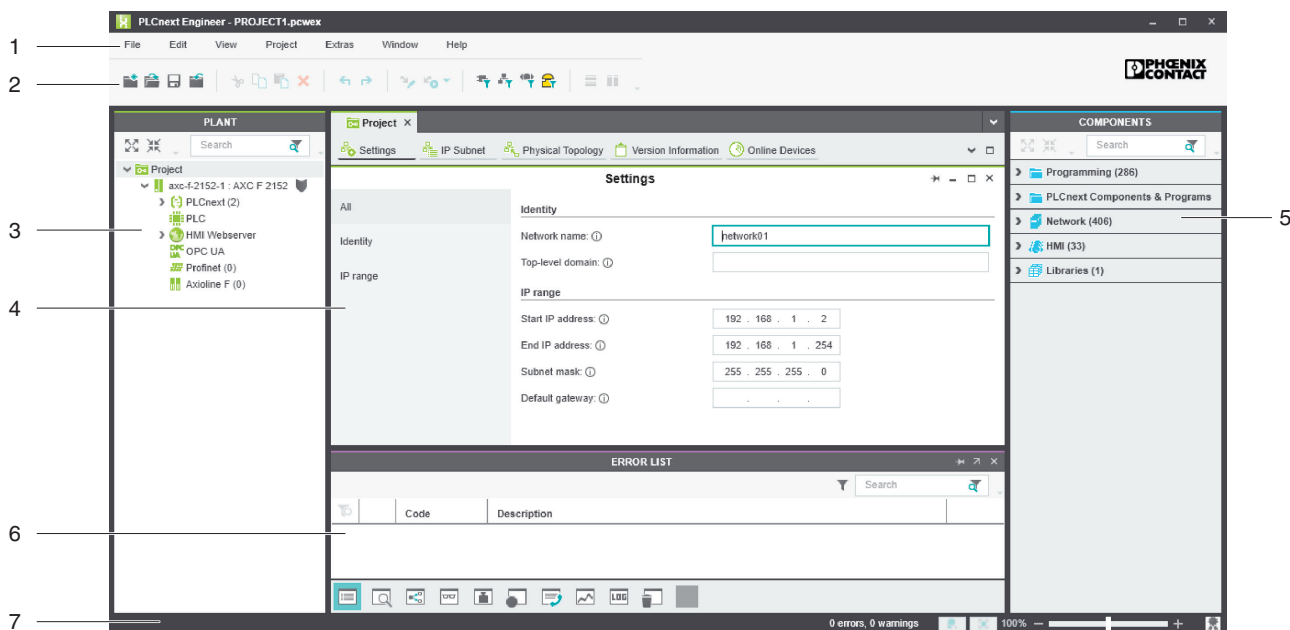 PLCnext Engineer - PROJECT1.pcwex
1
File Edit View Project Extras Window Help
2
PHŒNIX CONTACT
PLANT
Search
Project
axc-f-2152-1 : AXC F 2152
PLCnext (2)
PLC
3
HMI Webserver
OPC UA OPC UA
Profinet (0)
Axioline F (0)
Project
Settings IP Subnet Physical Topology Version Information Online Devices
Settings
All
Identity
IP range
4
Identity
Network name: network01
Top-level domain:
IP range
Start IP address: 192 . 168 . 1 . 2
End IP address: 192 . 168 . 1 . 254
Subnet mask: 255 . 255 . 255 . 0
Default gateway: . . .
COMPONENTS
Search
Programming (286)
PLCnext Components & Programs
Network (406)
5
HMI (33)
Libraries (1)
ERROR LIST
Search
Code Description
6
LOG
7
0 errors, 0 warnings 100%